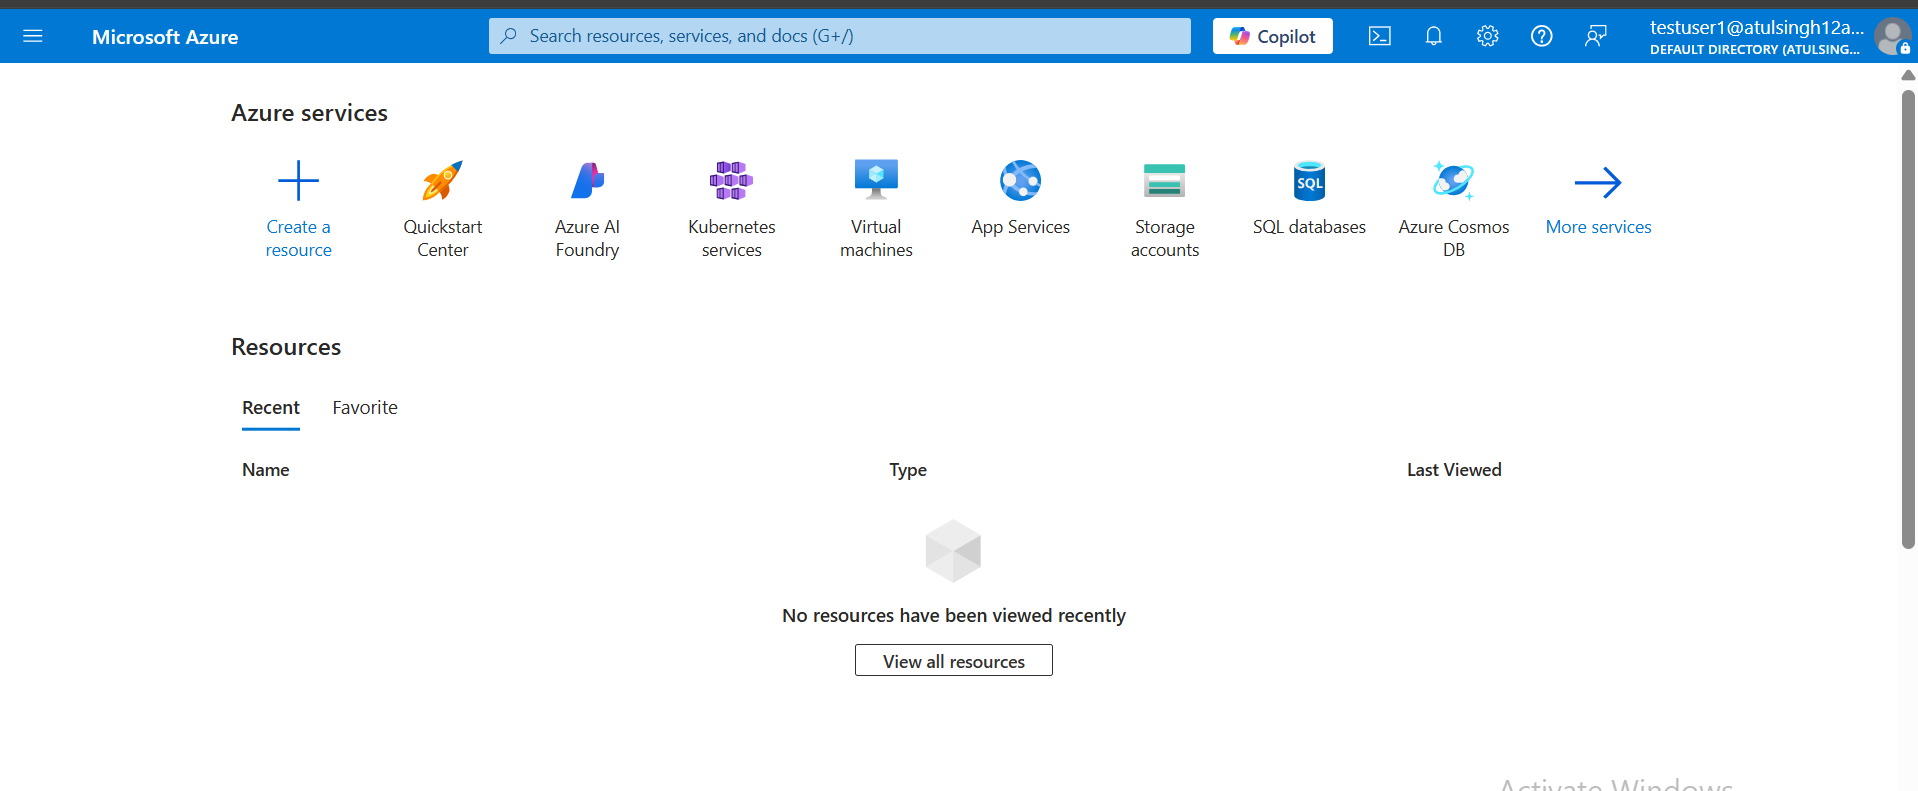 Microsoft Azure
Search resources, services, and docs (G+/)
Copilot
testuser1@atulsingh12a...
DEFAULT DIRECTORY (ATULSING...
Azure services
Create a resource
Quickstart Center
Azure AI Foundry
Kubernetes services
Virtual machines
App Services
Storage accounts
SQL
SQL databases
Azure Cosmos DB
More services
Resources
Recent Favorite
Name Type Last Viewed
No resources have been viewed recently
View all resources
Activate Windows